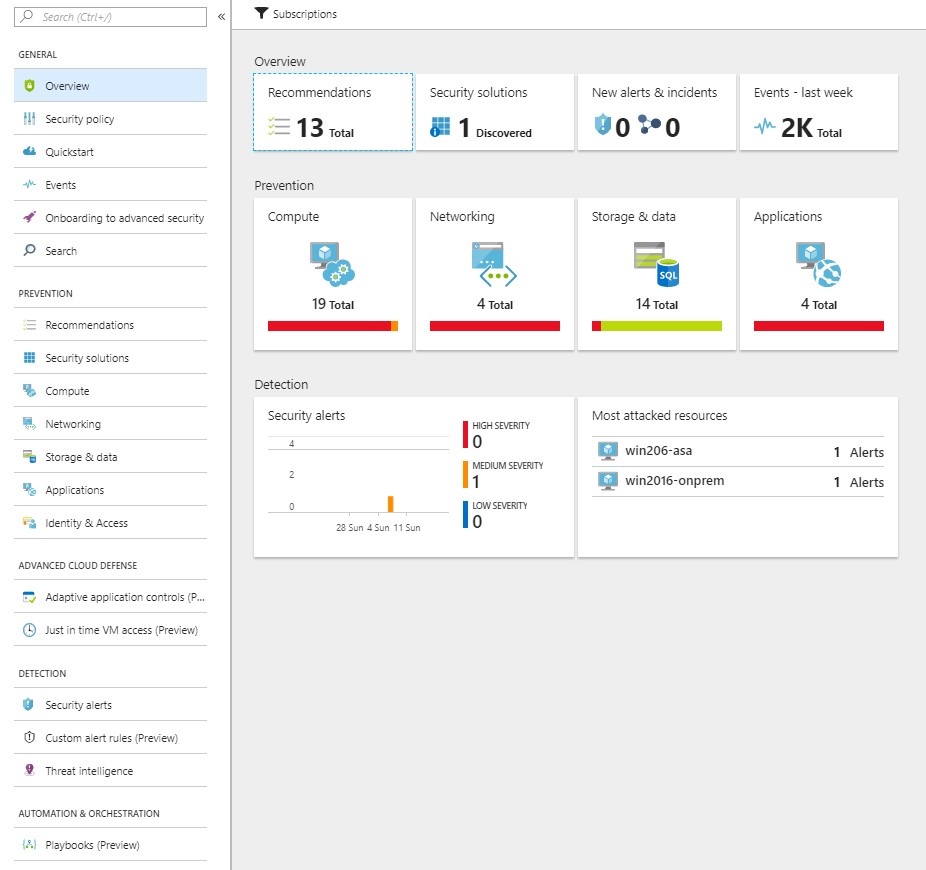 Search (Ctrl+/)
«
Subscriptions
GENERAL
Overview
Security policy
Quickstart
Events
Onboarding to advanced security
Search
PREVENTION
Recommendations
Security solutions
Compute
Networking
Storage & data
Applications
Identity & Access
ADVANCED CLOUD DEFENSE
Adaptive application controls (P...
Just in time VM access (Preview)
DETECTION
Security alerts
Custom alert rules (Preview)
Threat intelligence
AUTOMATION & ORCHESTRATION
Playbooks (Preview)
Overview
Recommendations
13 Total
Security solutions
1 Discovered
New alerts & incidents
0 0
Events - last week
2K Total
Prevention
Compute
19 Total
Networking
4 Total
Storage & data
SQL
14 Total
Applications
4 Total
Detection
Security alerts
4
2
0
28 Sun 4 Sun 11 Sun
HIGH SEVERITY
0
MEDIUM SEVERITY
1
LOW SEVERITY
0
Most attacked resources
win206-asa 1 Alerts
win2016-onprem 1 Alerts